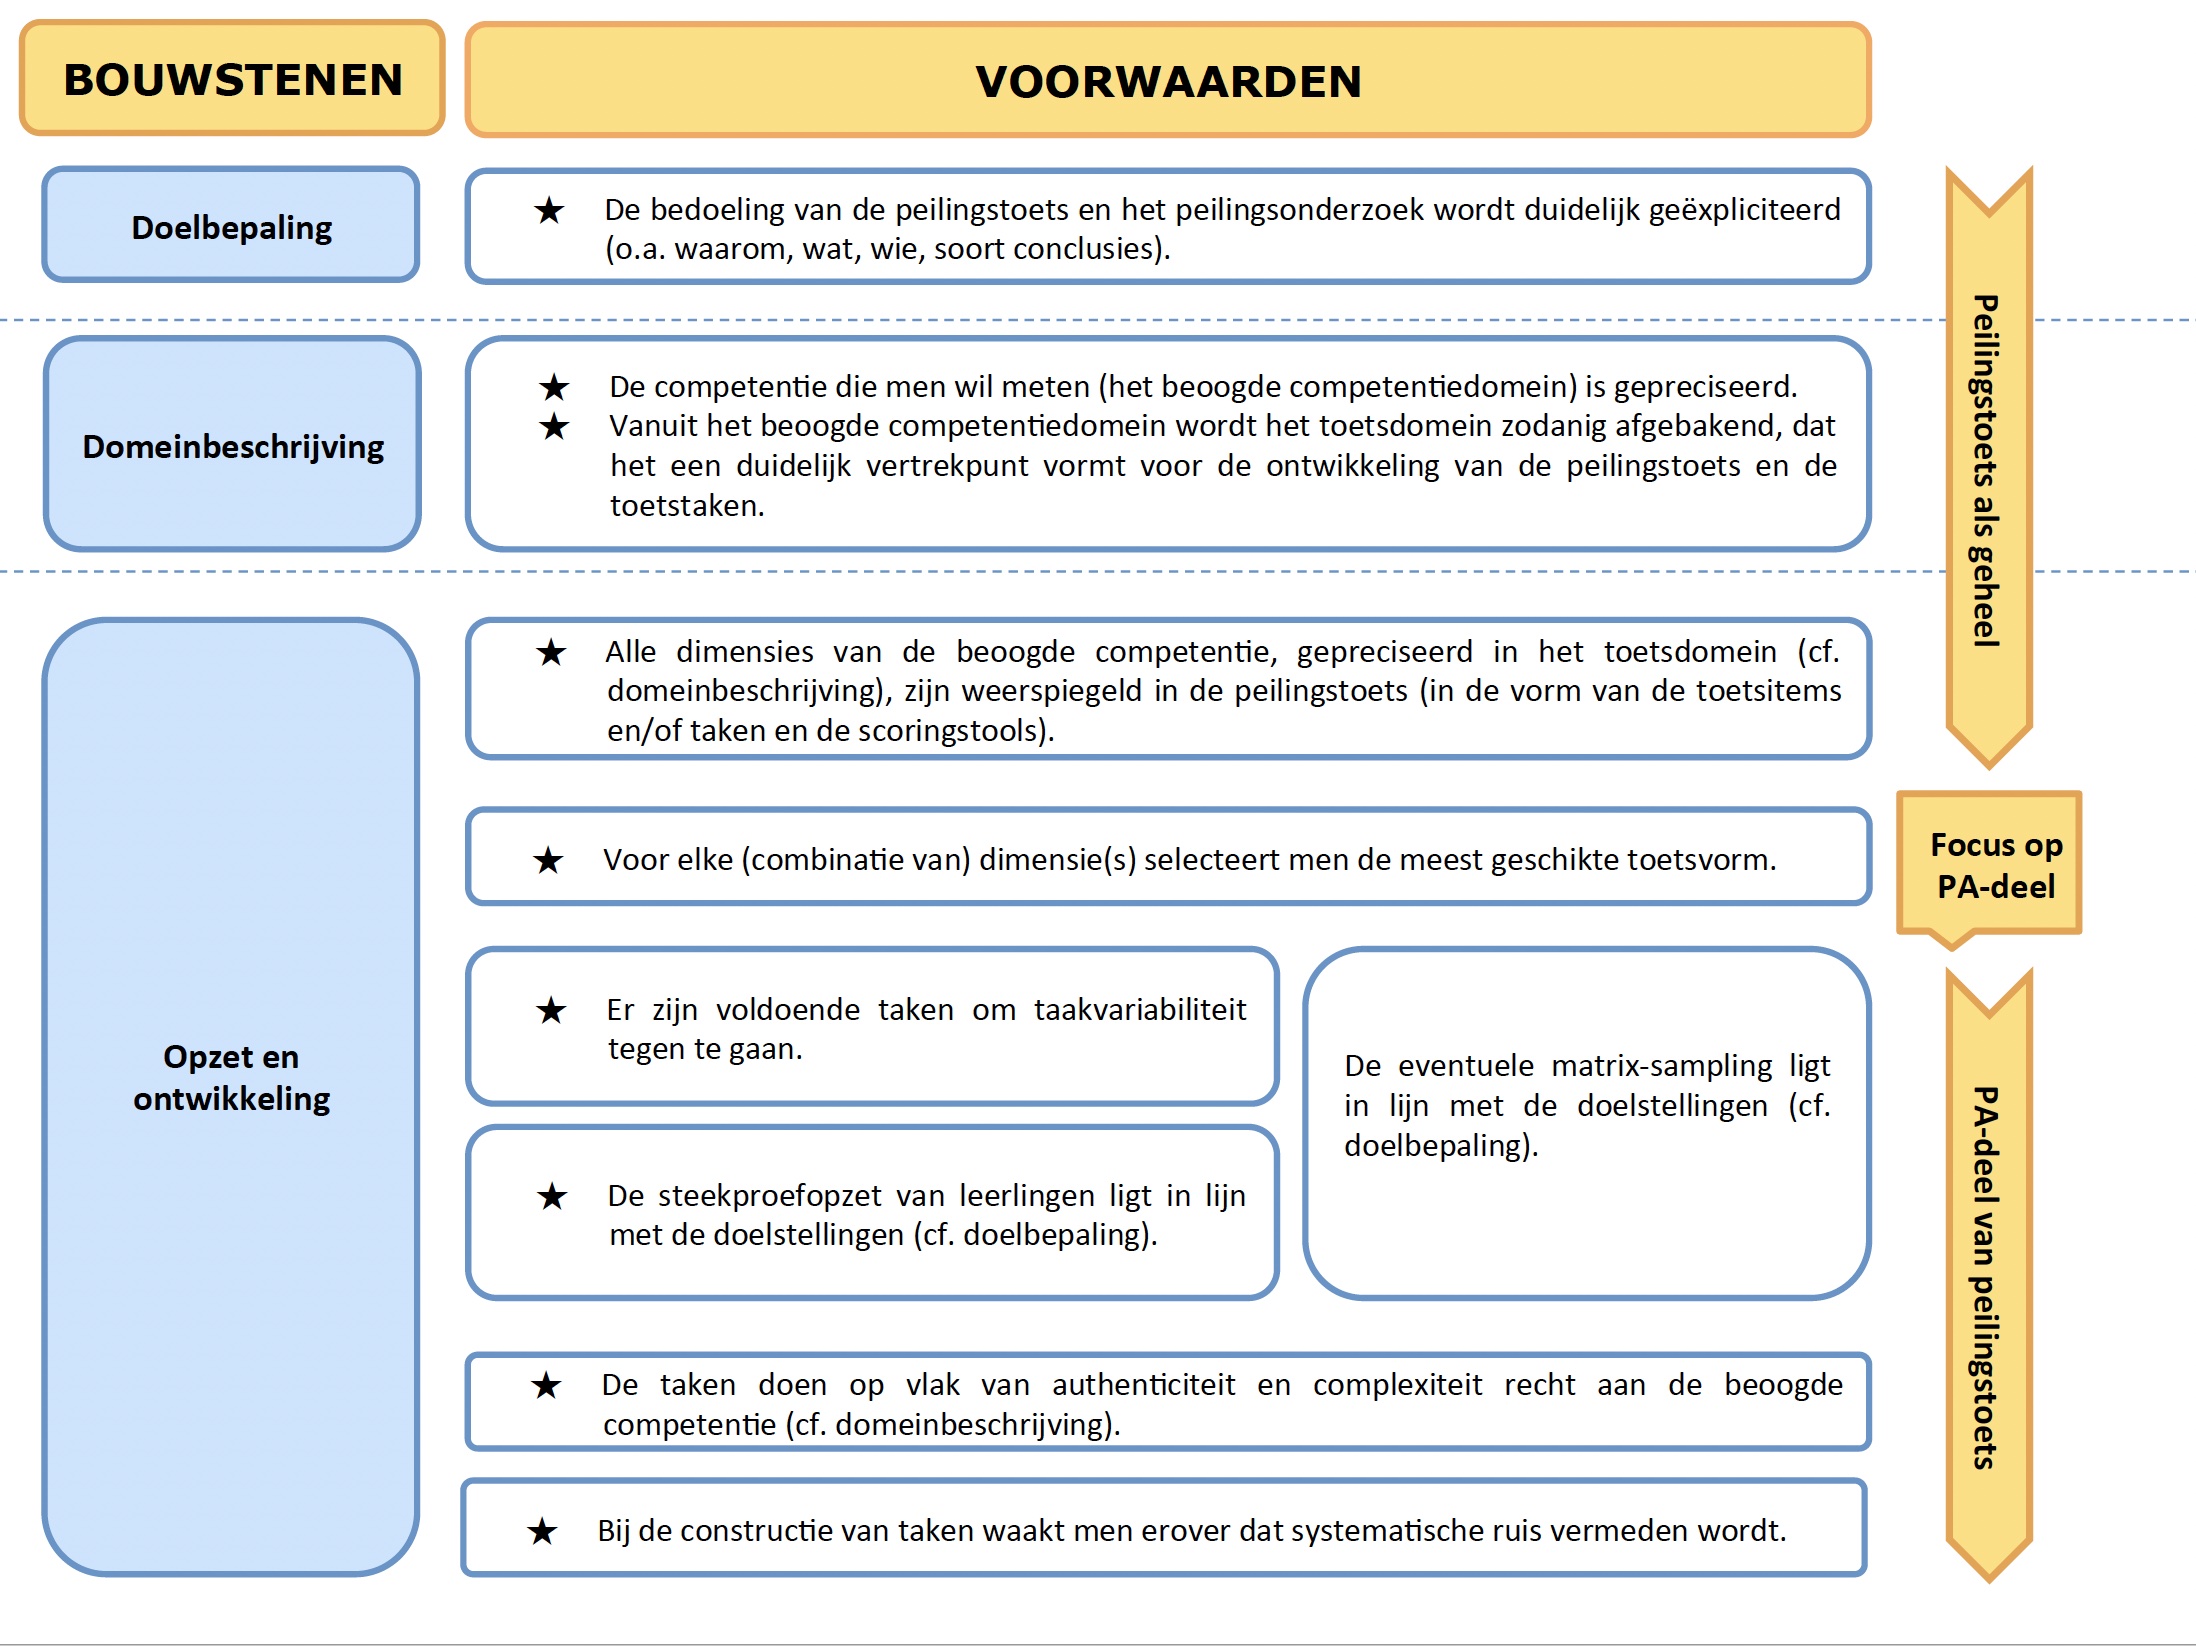 BOUWSTENEN
VOORWAARDEN
Doelbepaling
★ De bedoeling van de peilingstoets en het peilingsonderzoek wordt duidelijk geëxpliciteerd
(o.a. waarom, wat, wie, soort conclusies).
Domeinbeschrijving
★ De competentie die men wil meten (het beoogde competentiedomein) is gepreciseerd.
★ Vanuit het beoogde competentiedomein wordt het toetsdomein zodanig afgebakend, dat
het een duidelijk vertrekpunt vormt voor de ontwikkeling van de peilingstoets en de
toetstaken.
Peilingstoets als geheel
Opzet en
ontwikkeling
★ Alle dimensies van de beoogde competentie, gepreciseerd in het toetsdomein (cf.
domeinbeschrijving), zijn weerspiegeld in de peilingstoets (in de vorm van de toetsitems
en/of taken en de scoringstools).
★ Voor elke (combinatie van) dimensie(s) selecteert men de meest geschikte toetsvorm.
Focus op
PA-deel
★ Er zijn voldoende taken om taakvariabiliteit
tegen te gaan.
★ De steekproefopzet van leerlingen ligt in lijn
met de doelstellingen (cf. doelbepaling).
De eventuele matrix-sampling ligt
in lijn met de doelstellingen (cf.
doelbepaling).
★ De taken doen op vlak van authenticiteit en complexiteit recht aan de beoogde
competentie (cf. domeinbeschrijving).
★ Bij de constructie van taken waakt men erover dat systematische ruis vermeden wordt.
PA-deel van peilingstoets